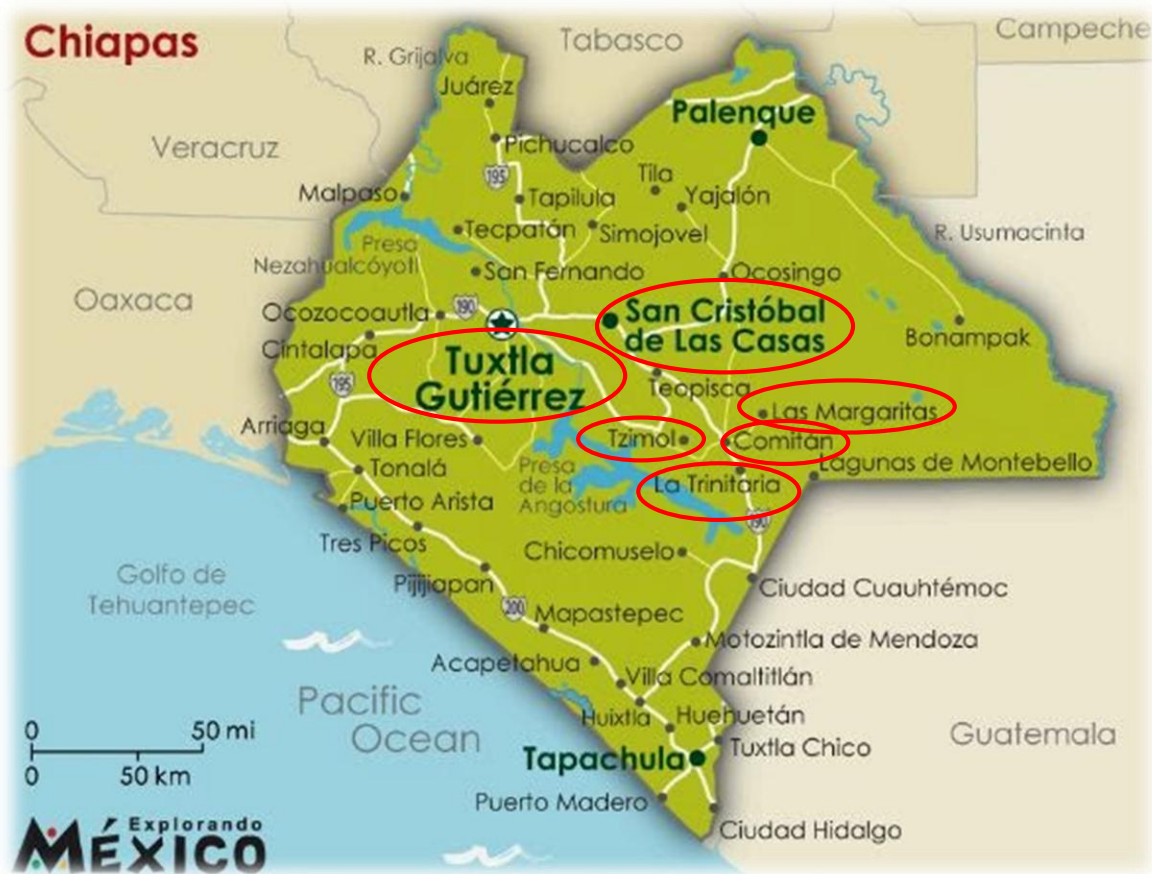 Chiapas
Campeche
Tabasco
R. Grijalva
Juárez
Palenque
Pichucalco
Veracruz
195
Tila
Malpaso
Tapilula
Yajalón
Tecpatán
Simojovel
R. Usumacinta
Presa
Nezahualcóyotl
San Fernando
Ocosingo
Oaxaca
Ocozocoautla
190
San Cristóbal
de Las Casas
Bonampak
Cintalapa
Tuxtla
Gutiérrez
195
Teopisca
Las Margaritas
Arriaga
Villa Flores
Tzimol
Comitán
Lagunas de Montebello
Tonalá
Presa
de la
Angostura
La Trinitaria
Puerto Arista
190
Tres Picos
Chicomuselo
Golfo de
Tehuantepec
Pijijiapan
Ciudad Cuauhtémoc
200
Mapastepec
Motozintla de Mendoza
Acapetahua
Villa Comaltitlán
Pacific
Ocean
Huixtla
Huehuetán
0
50 mi
Guatemala
Tuxtla Chico
Tapachula
0
50 km
Puerto Madero
Explorando
MÉXICO
Ciudad Hidalgo